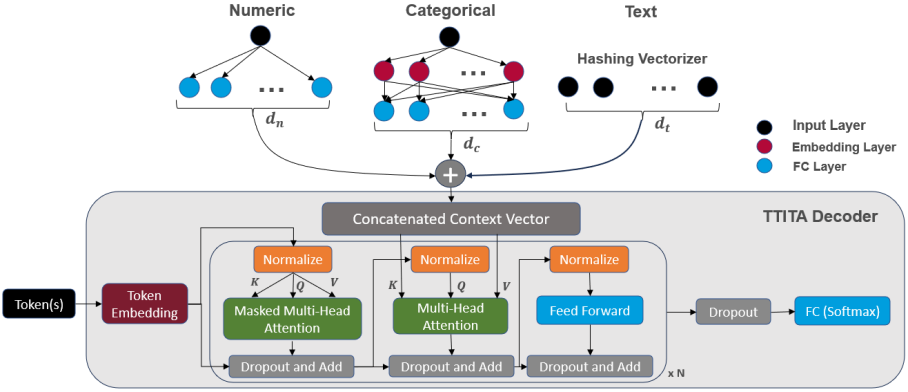 Numeric
Categorical
Text
Hashing Vectorizer
...
...
...
...
d_n
d_c
d_t
Input Layer
Embedding Layer
FC Layer
+
Concatenated Context Vector
TTITA Decoder
Normalize
Normalize
Normalize
K Q V
K Q V
Token(s)
Token
Embedding
Masked Multi-Head
Attention
Multi-Head
Attention
Feed Forward
Dropout
FC (Softmax)
Dropout and Add
Dropout and Add
Dropout and Add
x N